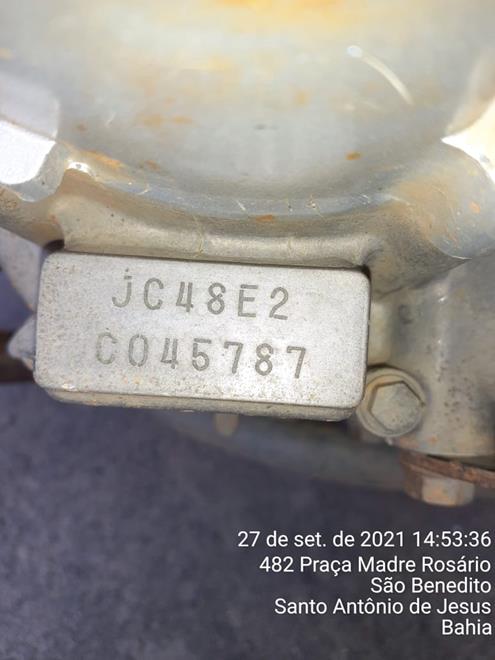 JC48E2
C045787
27 de set. de 2021 14:53:36
482 Praça Madre Rosário
São Benedito
Santo Antônio de Jesus
Bahia